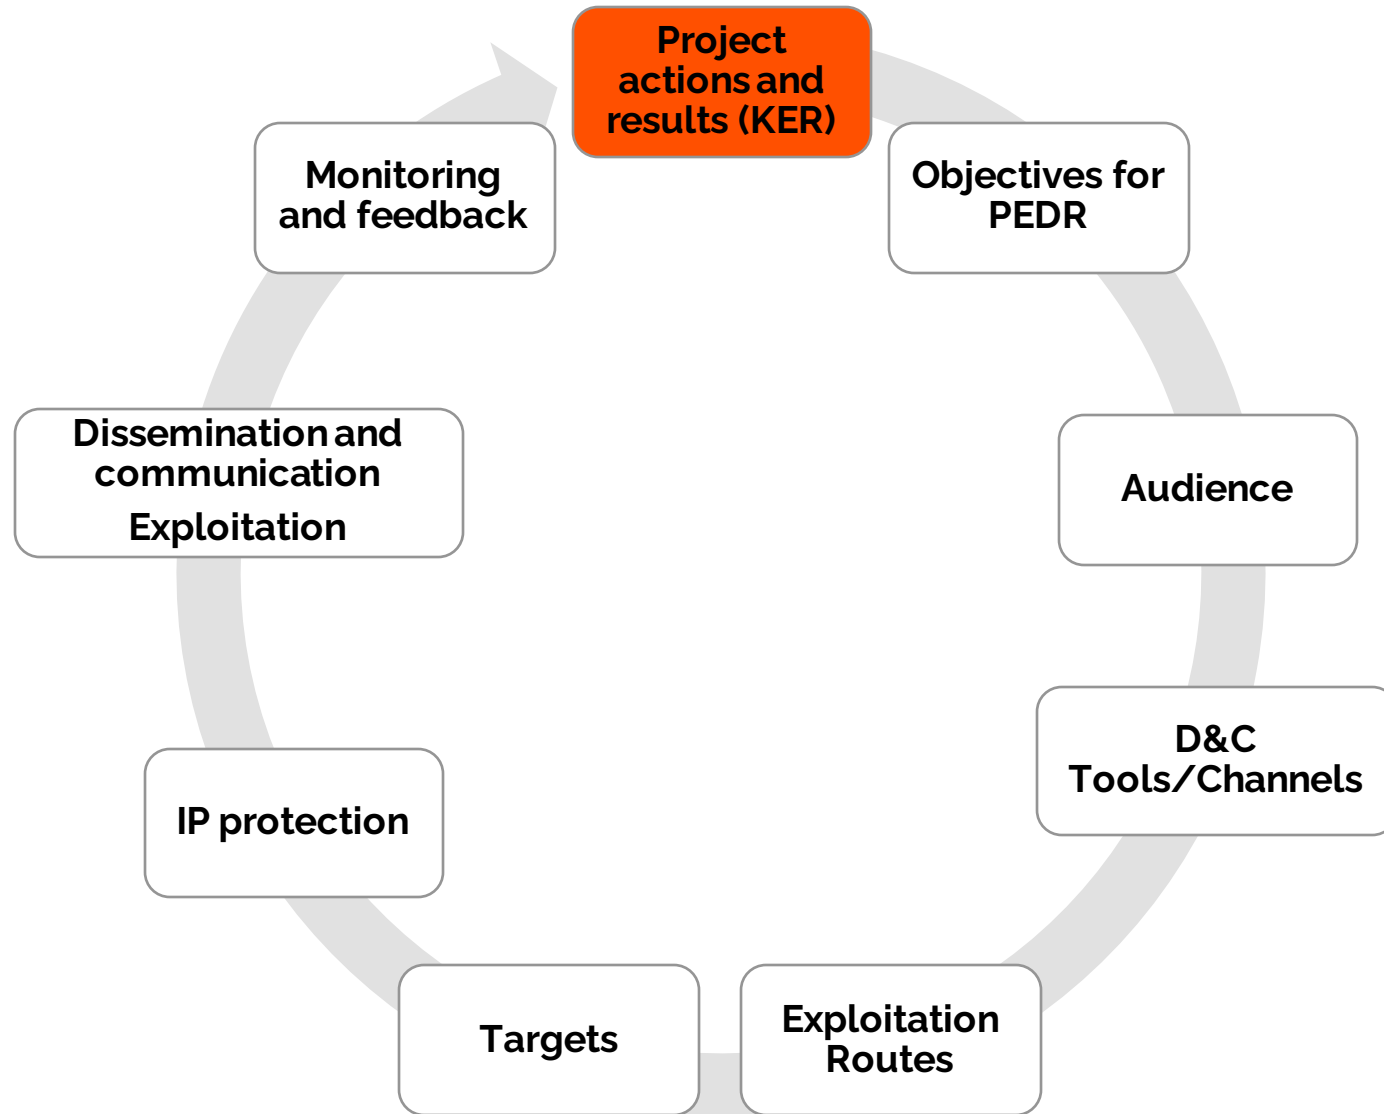 Project
actions and
results (KER)
Objectives for
PEDR
Audience
D&C
Tools/Channels
Exploitation
Routes
Targets
IP protection
Dissemination and
communication
Exploitation
Monitoring
and feedback